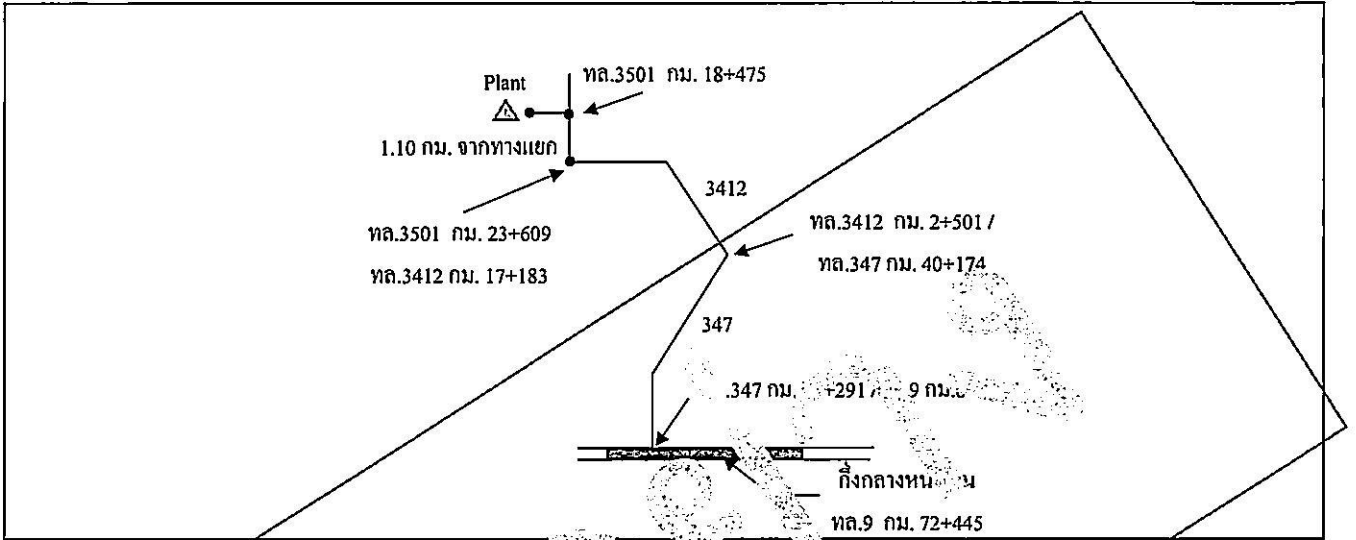 Plant
ทล.3501 กม. 18+475
1.10 กม. จากทางแยก
3412
ทล.3501 กม. 23+609
ทล.3412 กม. 17+183
ทล.3412 กม. 2+501 /
ทล.347 กม. 40+174
347
.347 กม. +291 / 9 กม.
กึ่งกลาง
ทล.9 กม. 72+445